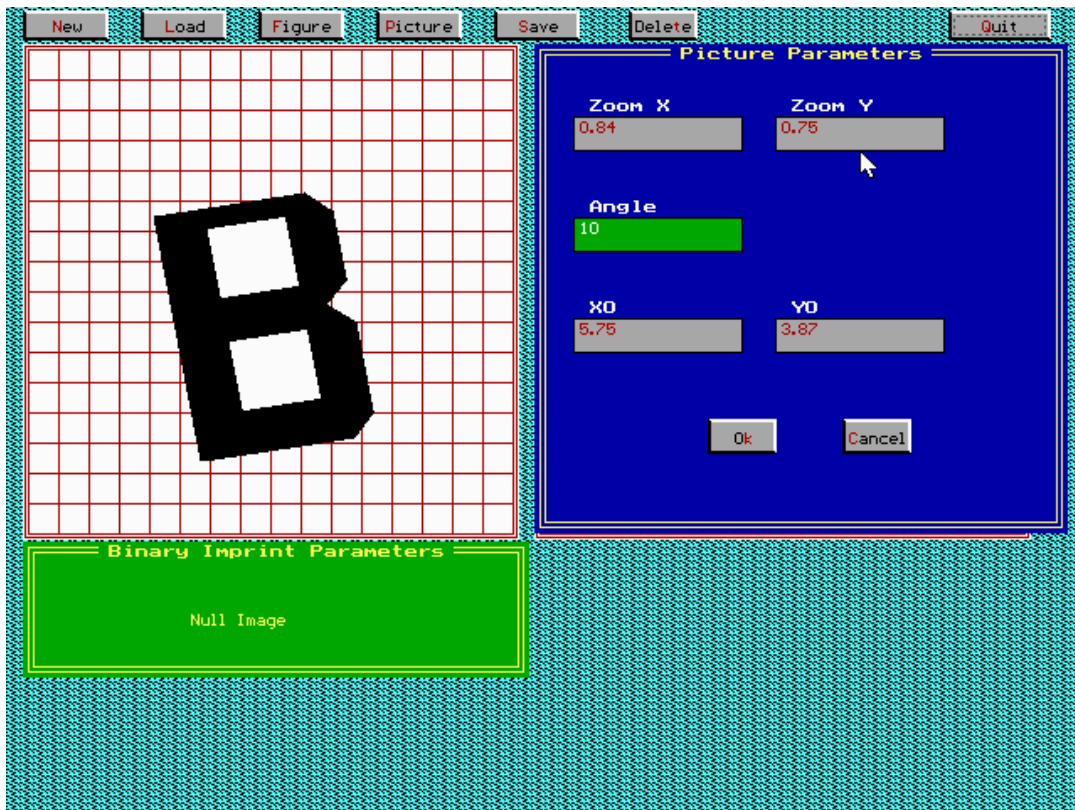 New Load Figure Picture Save Delete Quit
Picture Parameters
Zoom X Zoom Y
0.84 0.75
Angle
10
X0 Y0
5.75 3.87
Ok Cancel
B
Binary Imprint Parameters
Null Image